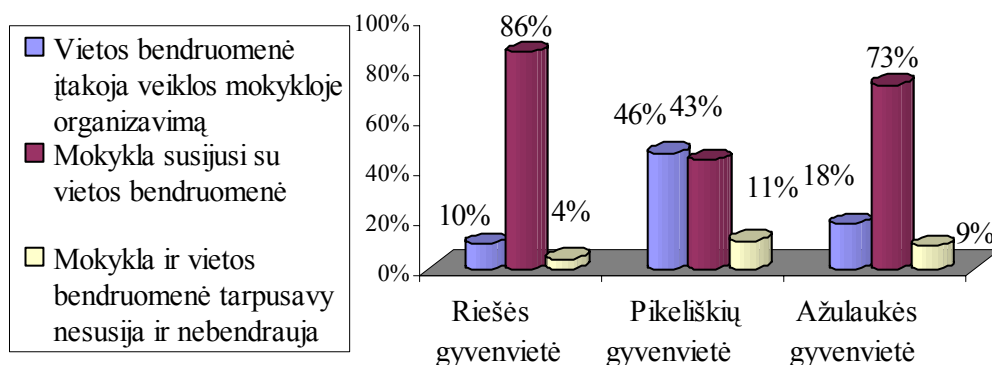 Vietos bendruomenė
įtakoja veiklos mokykloje
organizavimą
Mokykla susijusi su
vietos bendruomenė
Mokykla ir vietos
bendruomenė tarpusavy
nesusija ir nebendrauja
100%
80%
60%
40%
20%
0%
10%
86%
4%
46%
43%
11%
18%
73%
9%
Riešės
gyvenvietė
Pikeliškių
gyvenvietė
Ažulaukės
gyvenvietė